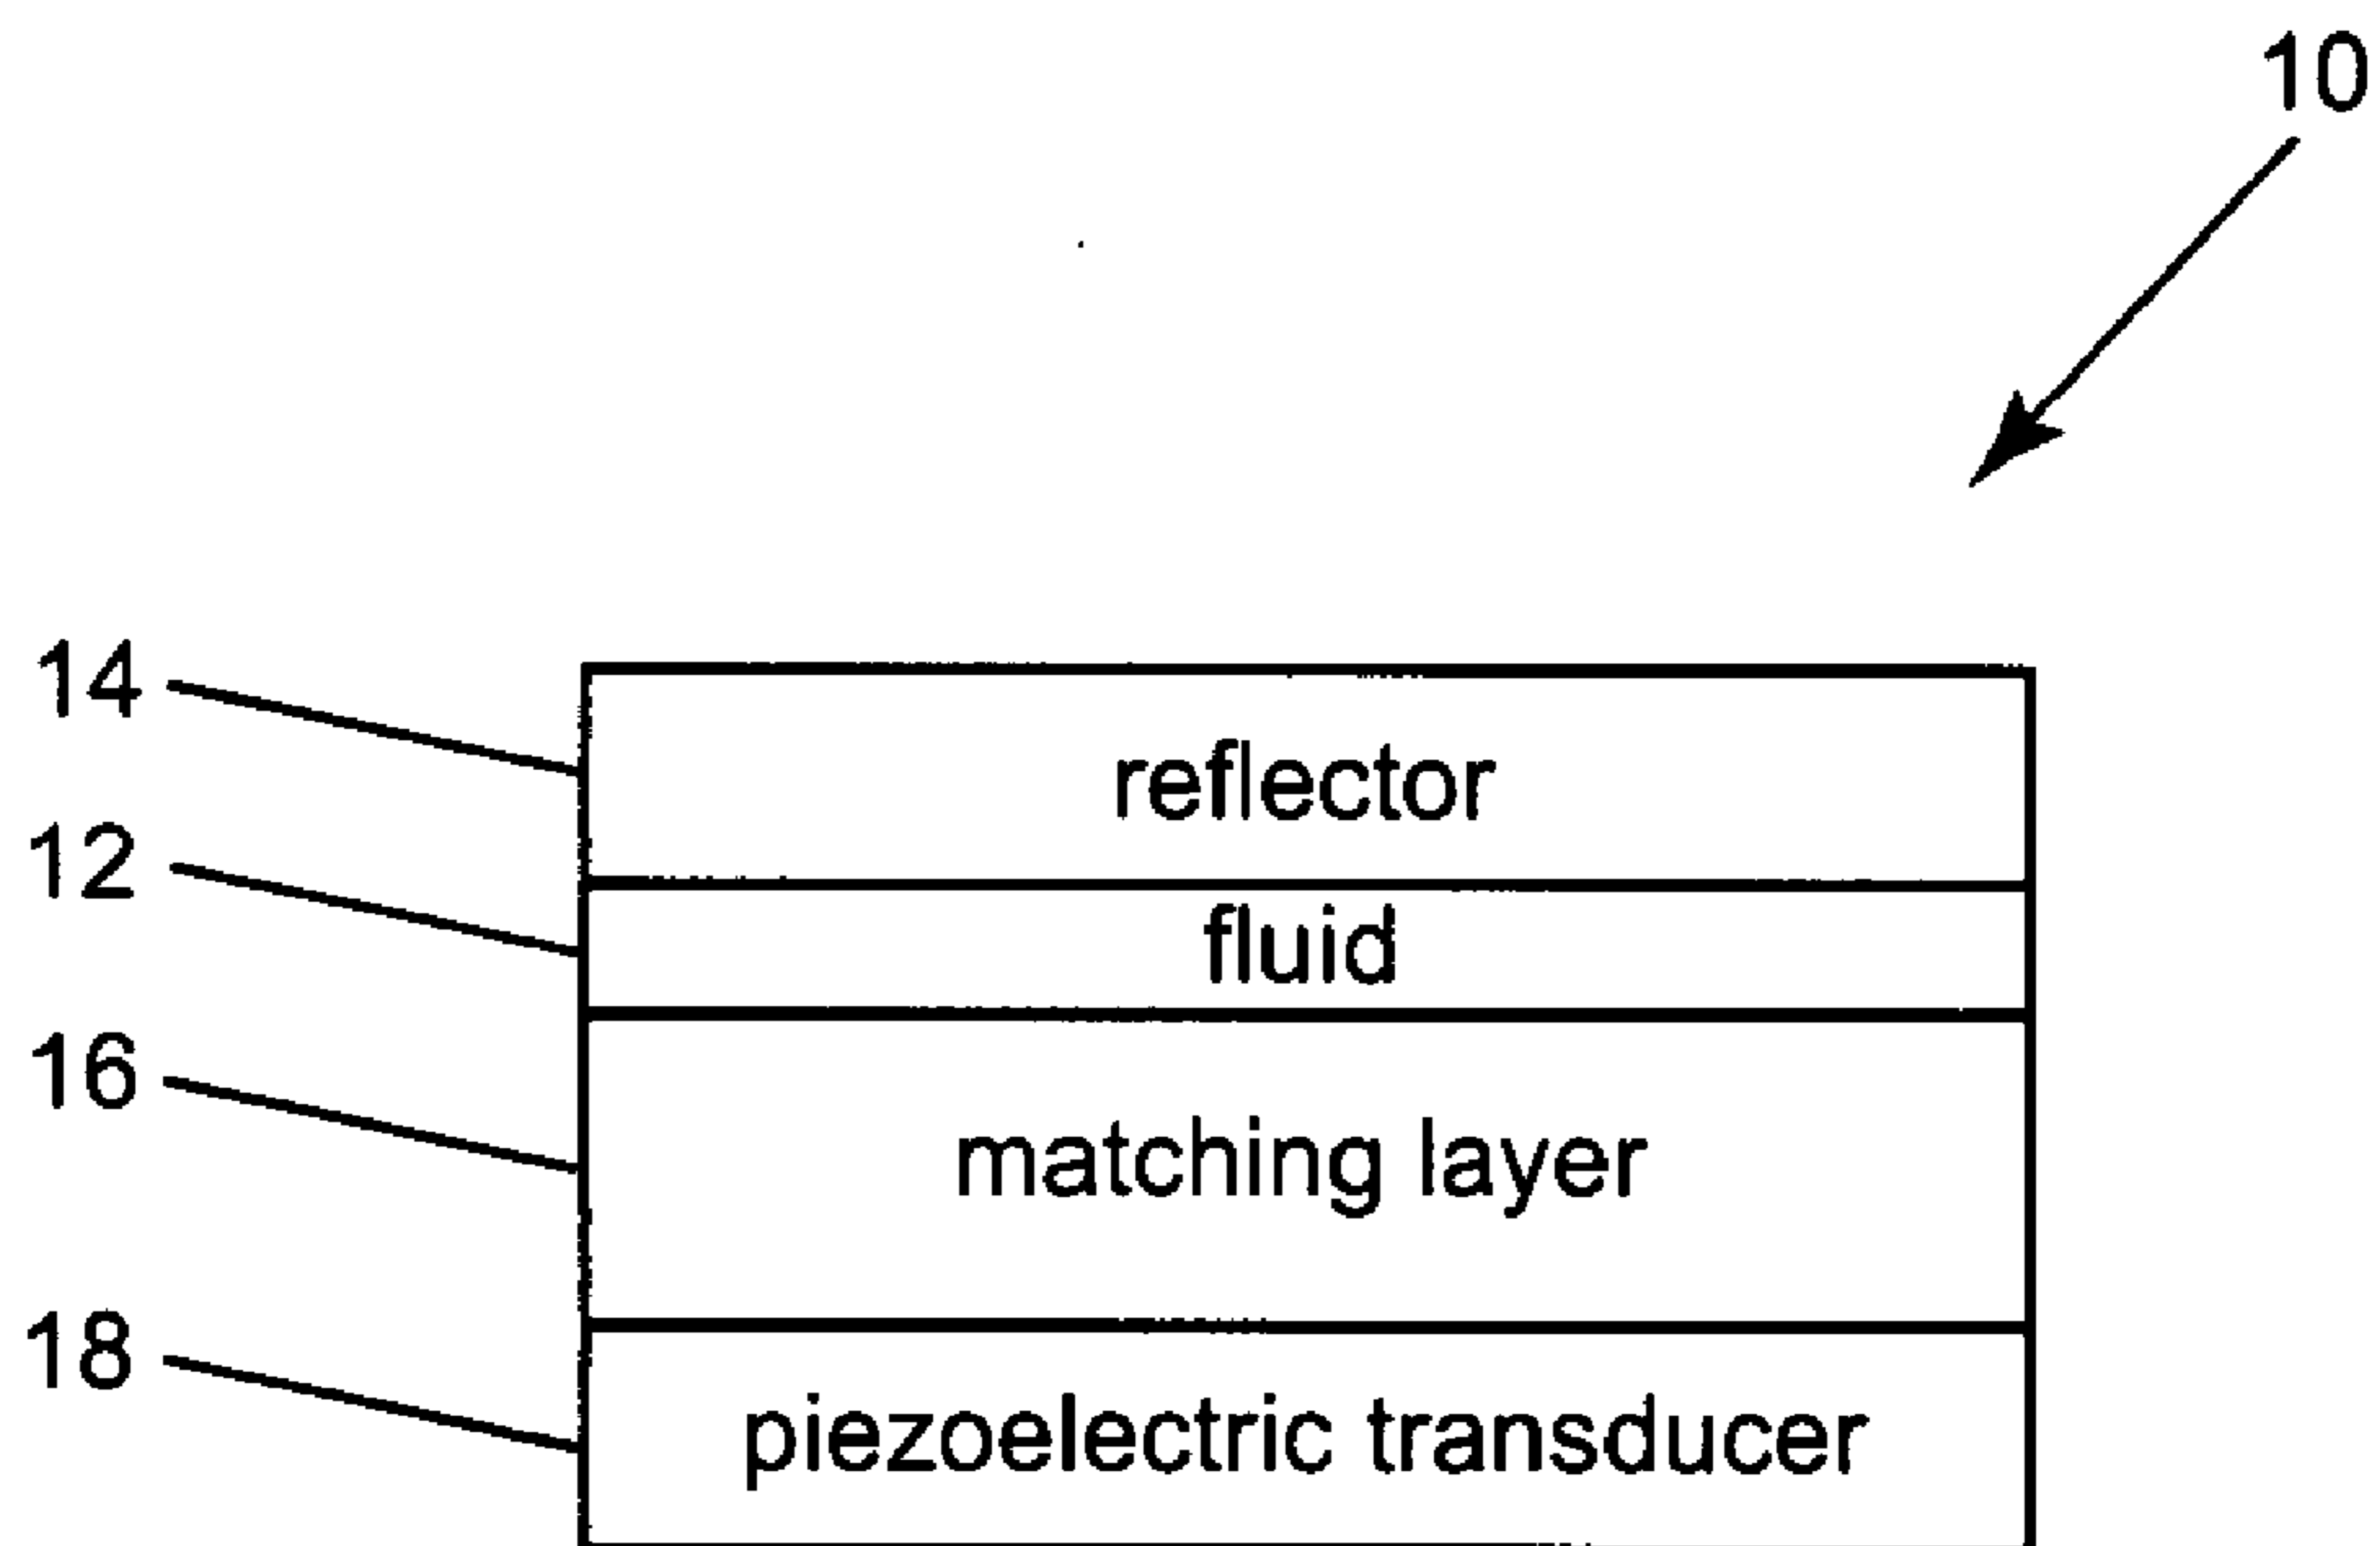 10
14
reflector
12
fluid
16
matching layer
18
piezoelectric transducer